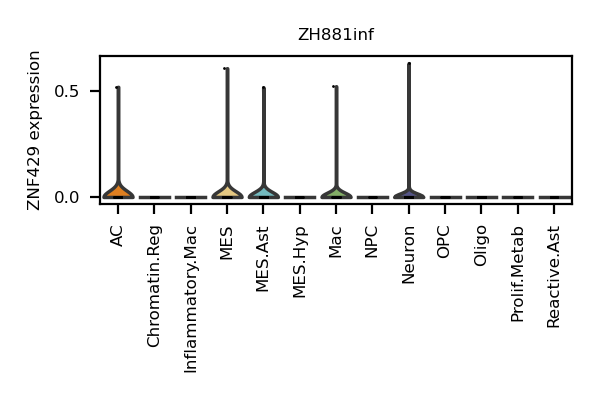 ZH881inf
ZNF429 expression
0.5
0.0
AC
Chromatin.Reg
Inflammatory.Mac
MES
MES.Ast
MES.Hyp
Mac
NPC
Neuron
OPC
Oligo
Prolif.Metab
Reactive.Ast